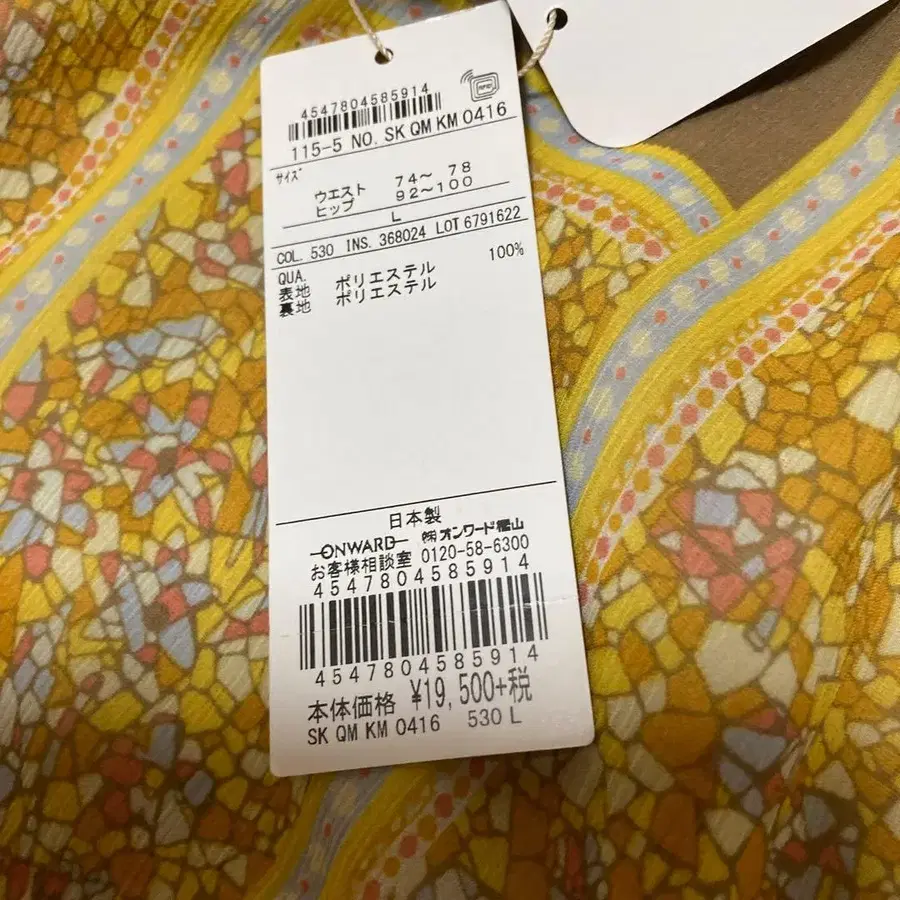 4547804585914
115-5 NO. SK QM KM 0416
サイズ
ウエスト 74～ 78
ヒップ 92～100
L
COL. 530 INS. 368024 LOT 6791622
QUA.
表地 ポリエステル 100%
裏地 ポリエステル
日本製
ONWARD ㈱オンワード樫山
お客様相談室 0120-58-6300
4547804585914
4547804585914
本体価格 ¥19,500+税
SK QM KM 0416 530 L